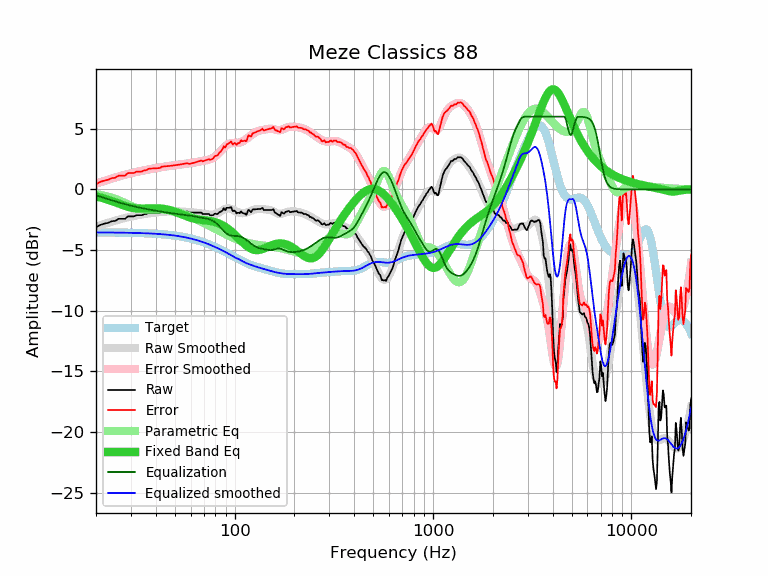 Meze Classics 88
Amplitude (dBr)
5
0
−5
−10
−15
−20
−25
Target
Raw Smoothed
Error Smoothed
Raw
Error
Parametric Eq
Fixed Band Eq
Equalization
Equalized smoothed
100 1000 10000
Frequency (Hz)